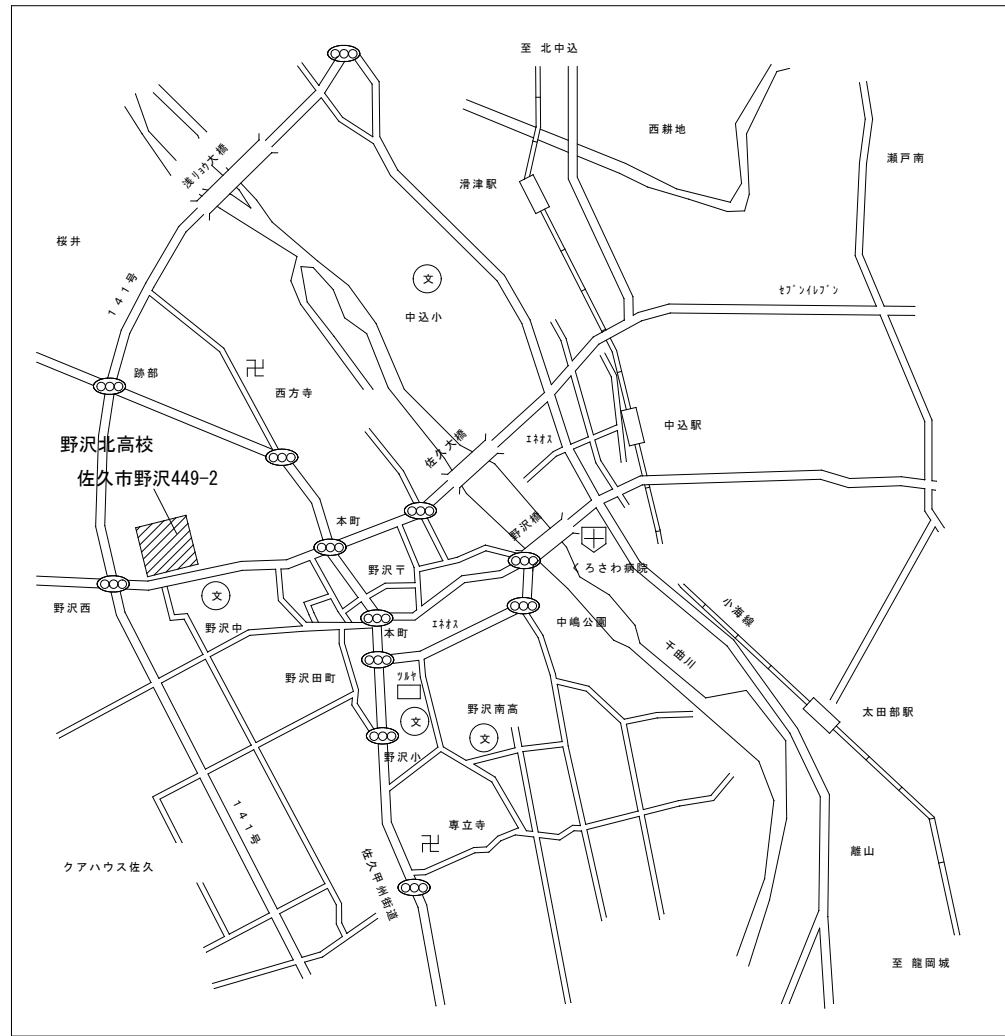 至 北中込
西耕地
瀬戸南
滑津駅
浅リョウ大橋
桜井
141号
セブンイレブン
文
中込小
跡部
西方寺
中込駅
エネオス
佐久大橋
野沢北高校
佐久市野沢449-2
本町
野沢橋
野沢〒
くろさわ病院
野沢西
文
野沢中
本町
エネオス
中嶋公園
小海線
千曲川
野沢田町
ツルヤ
野沢南高
太田部駅
文
文
野沢小
141号
専立寺
佐久甲州街道
クアハウス佐久
離山
至 龍岡城